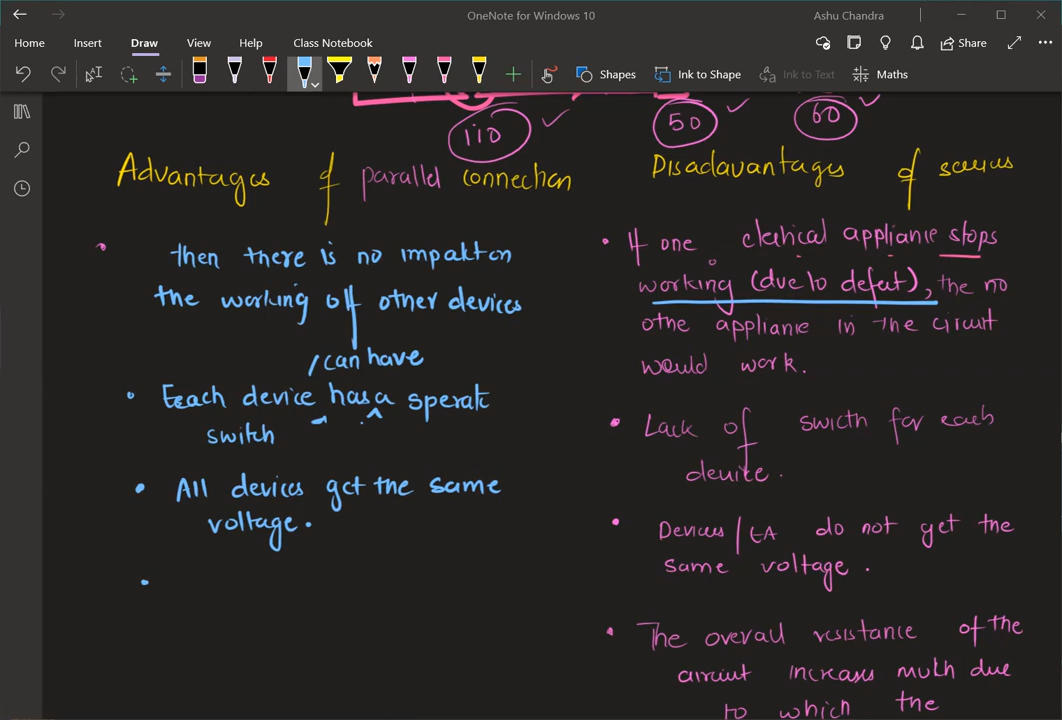 OneNote for Windows 10
Ashu Chandra
Home Insert Draw View Help Class Notebook
Share
Shapes Ink to Shape Ink to Text Maths
110 50 60
Advantages of parallel connection
then there is no impakt on
the working of other devices
/can have
Each device has a sperate
switch
All devices get the same
voltage.
Disadavantages of series
If one electrical appliance stops
working (due to defect), the no
othe appliance in the circuit
would work.
Lack of swicth for each
device.
Devices/EA do not get the
same voltage.
The overall resistance of the
circuit increases much due
to which the